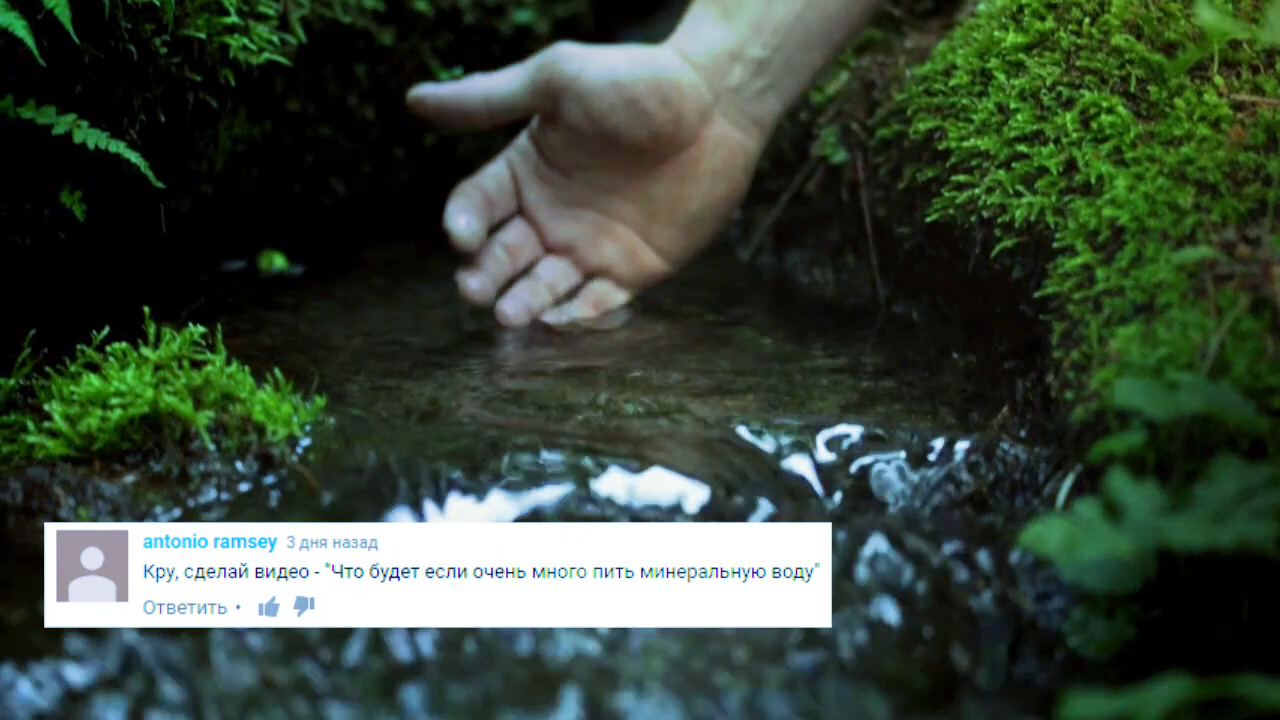 antonio ramsey 3 дня назад
Кру, сделай видео - "Что будет если очень много пить минеральную воду"
Ответить •